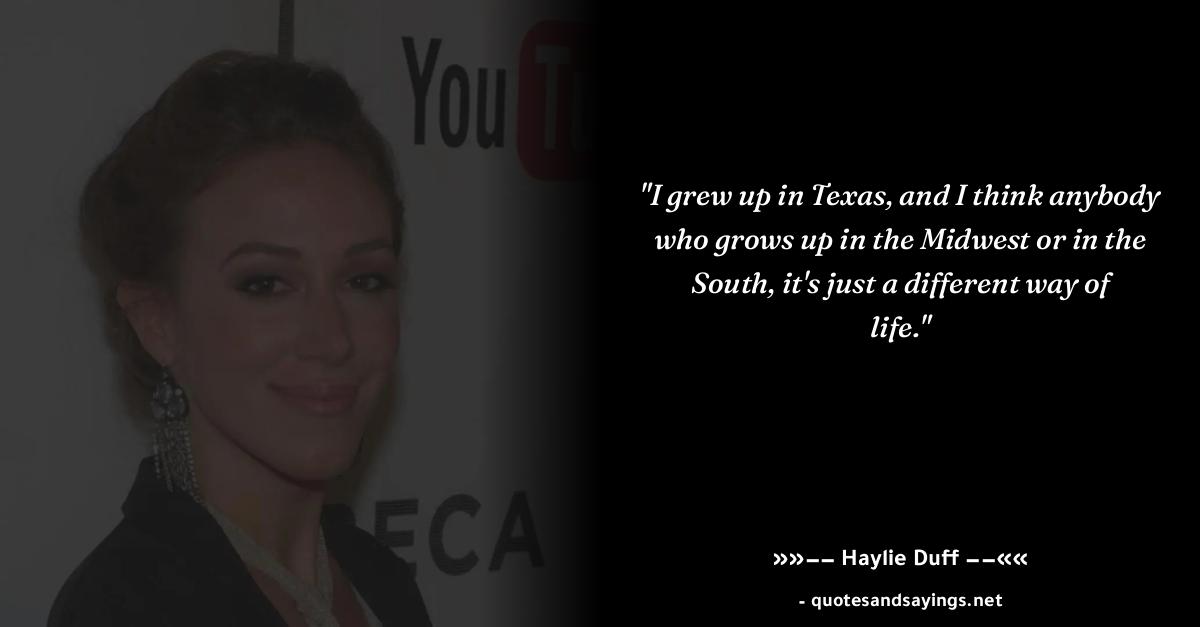 YouTu
ECA
"I grew up in Texas, and I think anybody
who grows up in the Midwest or in the
South, it's just a different way of
life."
»»–– Haylie Duff ––««
- quotesandsayings.net